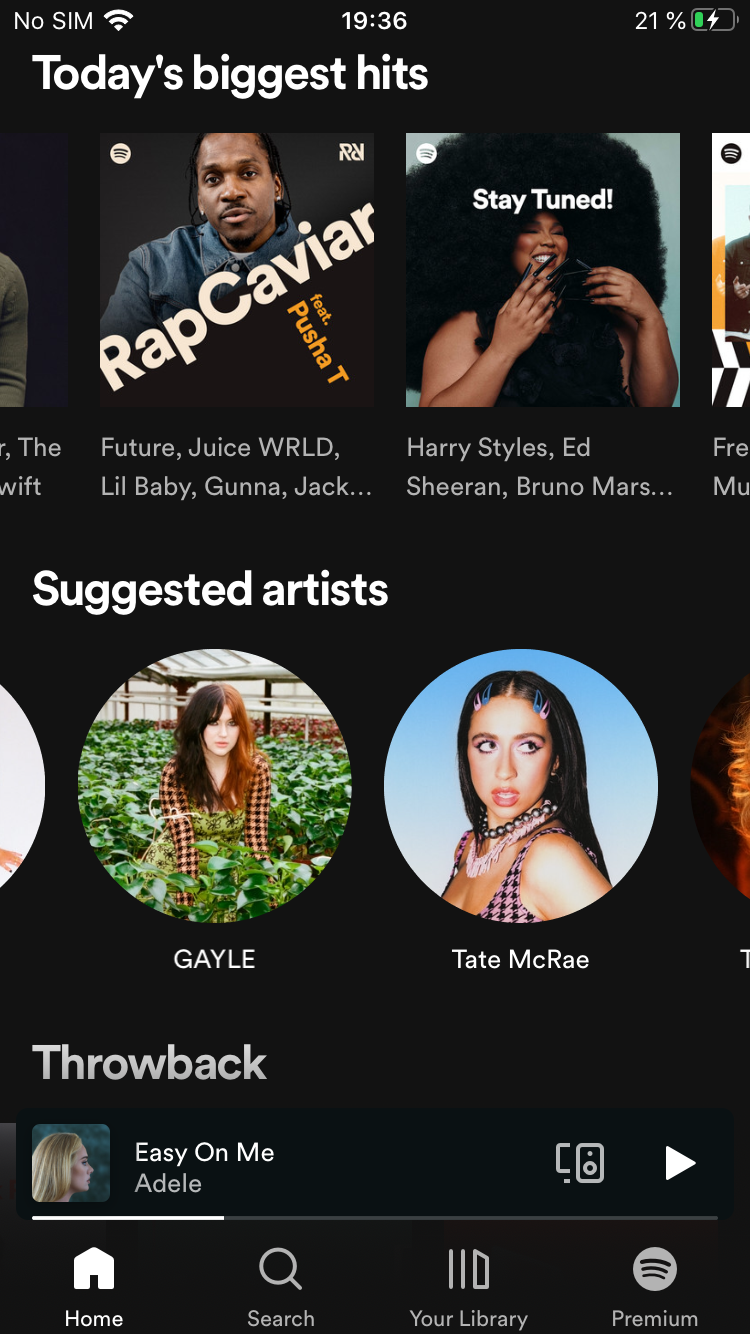 No SIM
19:36
21 %
Today's biggest hits
RapCaviar
feat.
Pusha T
Stay Tuned!
r, The
wift
Future, Juice WRLD,
Lil Baby, Gunna, Jack...
Harry Styles, Ed
Sheeran, Bruno Mars...
Fre
Mu
Suggested artists
GAYLE
Tate McRae
T
Throwback
Easy On Me
Adele
Home
Search
Your Library
Premium